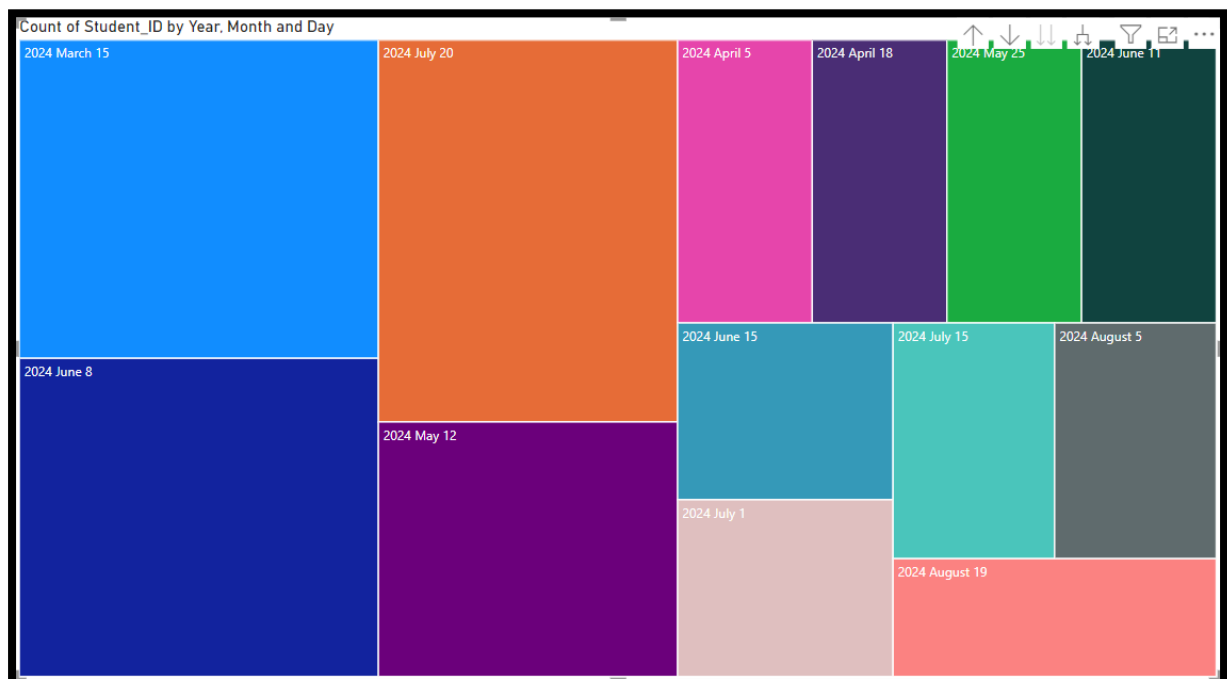 Count of Student_ID by Year, Month and Day
2024 March 15
2024 July 20
2024 April 5
2024 April 18
2024 May 25
2024 June 11
2024 June 8
2024 May 12
2024 June 15
2024 July 15
2024 August 5
2024 July 1
2024 August 19